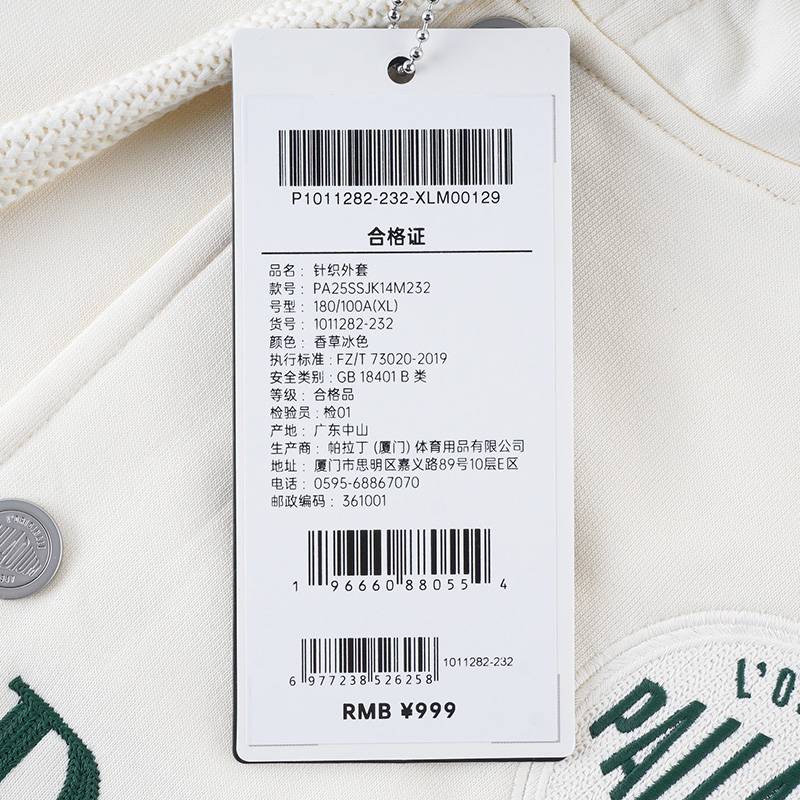 P1011282-232-XLM00129
合格证
品名：针织外套
款号：PA25SSJK14M232
号型：180/100A(XL)
货号：1011282-232
颜色：香草冰色
执行标准：FZ/T 73020-2019
安全类别：GB 18401 B 类
等级：合格品
检验员：检01
产地：广东中山
生产商：帕拉丁 (厦门) 体育用品有限公司
地址：厦门市思明区嘉义路89号10层E区
电话：0595-68867070
邮政编码：361001
1 96660 88055 4
1011282-232
6 977238 526258
RMB ¥999